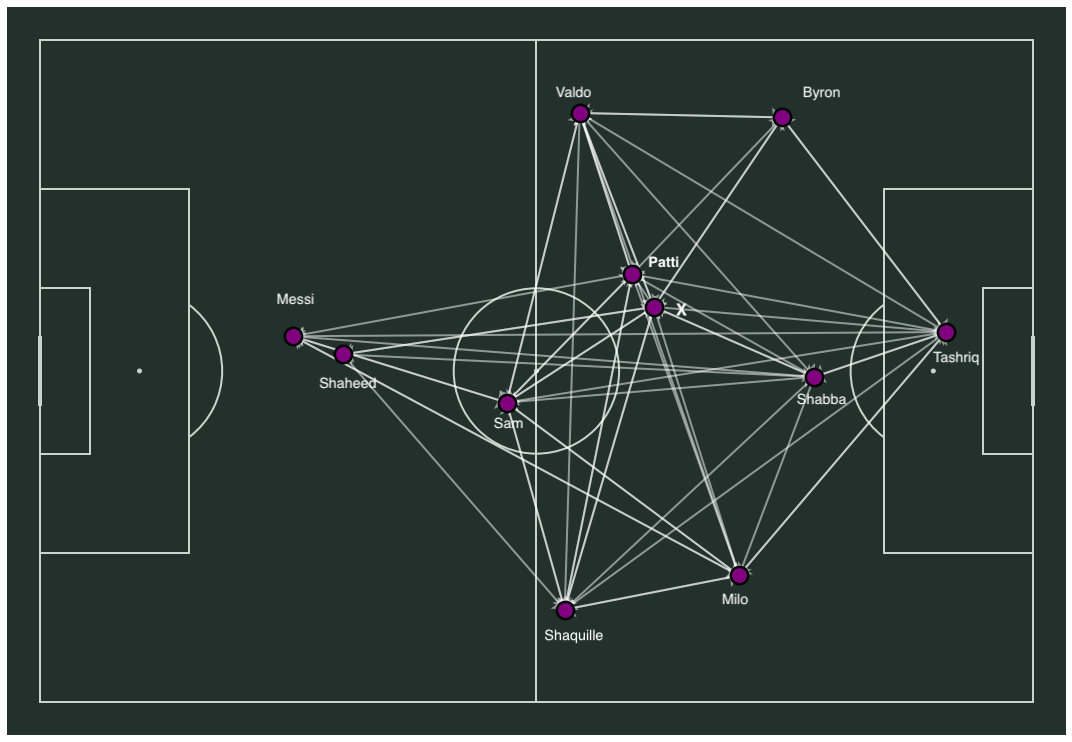 Valdo
Byron
Patti
Messi
X
Tashriq
Shaheed
Shabba
Sam
Milo
Shaquille